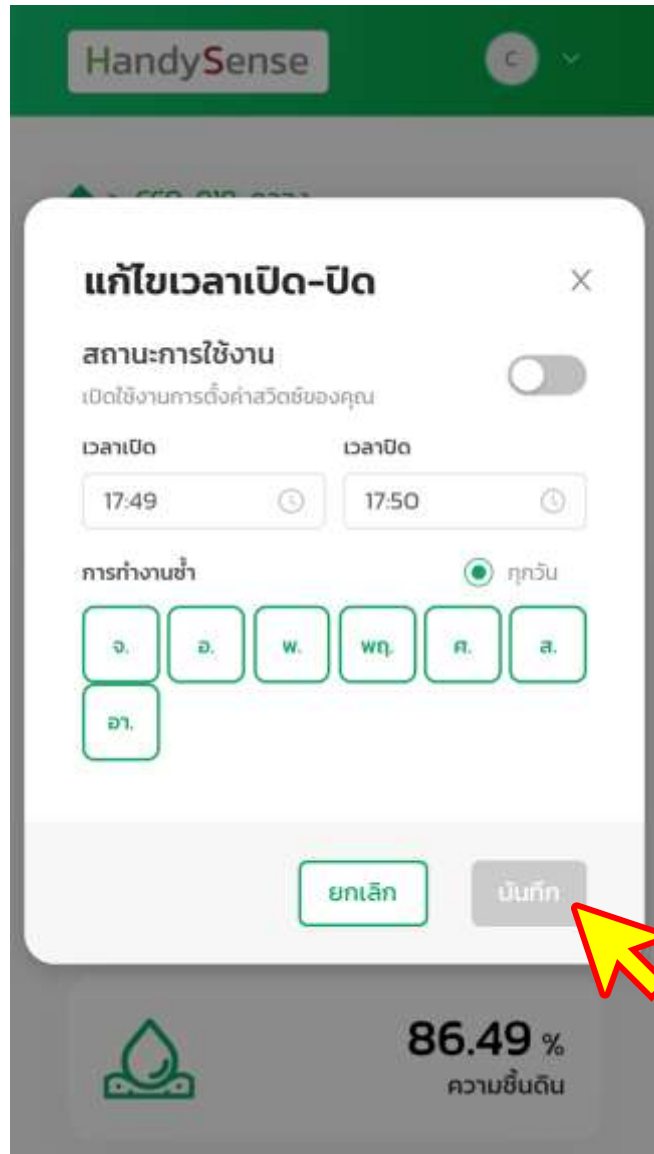 HandySense
C
แก้ไขเวลาเปิด-ปิด
สถานะการใช้งาน
เปิดใช้งานการตั้งค่าสวิตช์ของคุณ
เวลาเปิด เวลาปิด
17:49 17:50
การทำงานซ้ำ ทุกวัน
จ. อ. พ. พฤ. ศ. ส.
อา.
ยกเลิก บันทึก
86.49 %
ความชื้นดิน